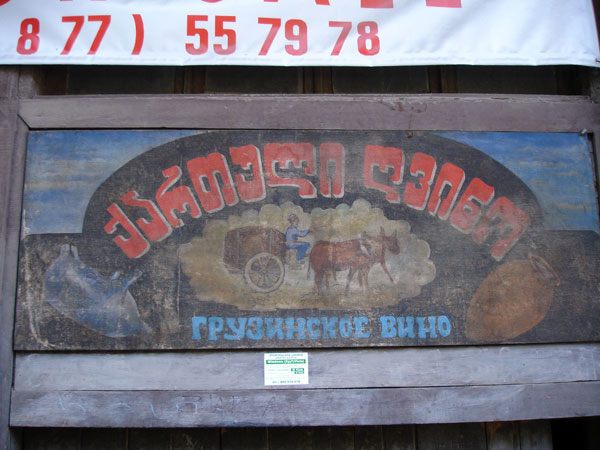 8 77) 55 79 78
ქართული ღვინო
ГРУЗИНСКОЕ ВИНО